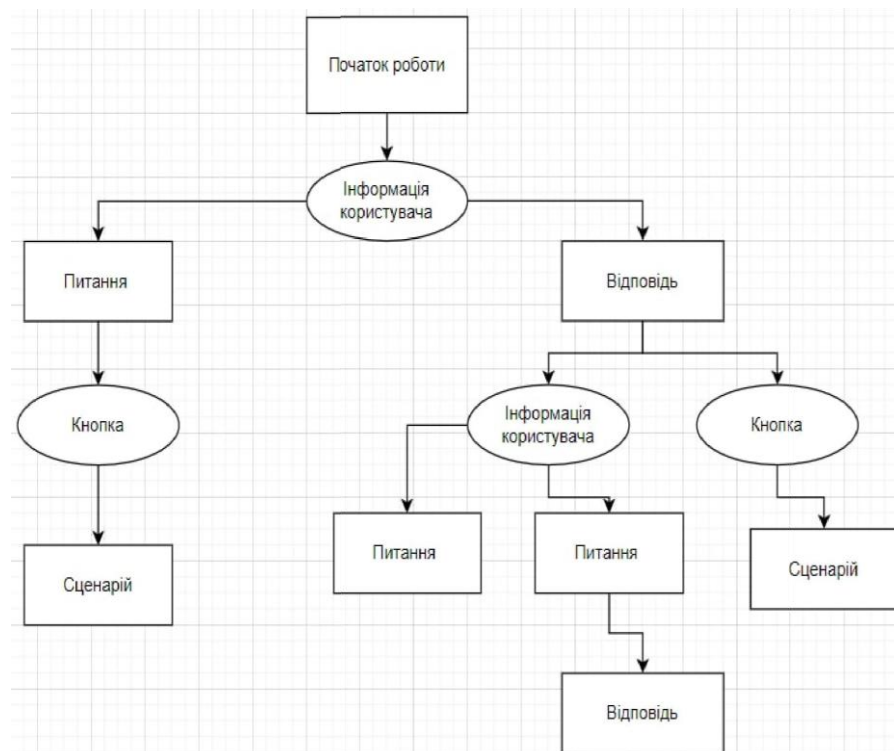 Початок роботи
Інформація
користувача
Питання
Відповідь
Кнопка
Інформація
користувача
Кнопка
Питання
Питання
Сценарій
Сценарій
Відповідь